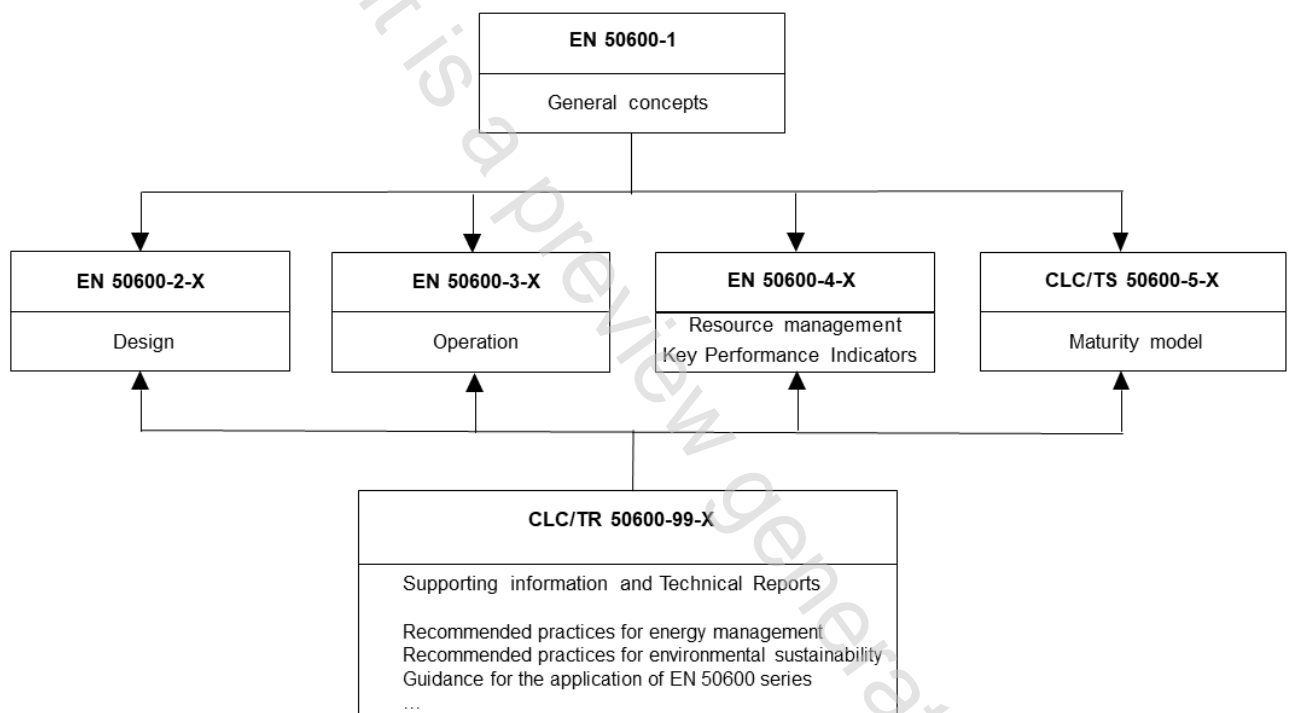 EN 50600-1
General concepts
EN 50600-2-X
Design
EN 50600-3-X
Operation
EN 50600-4-X
Resource management
Key Performance Indicators
CLC/TS 50600-5-X
Maturity model
CLC/TR 50600-99-X
Supporting information and Technical Reports
Recommended practices for energy management
Recommended practices for environmental sustainability
Guidance for the application of EN 50600 series
...
is a preview